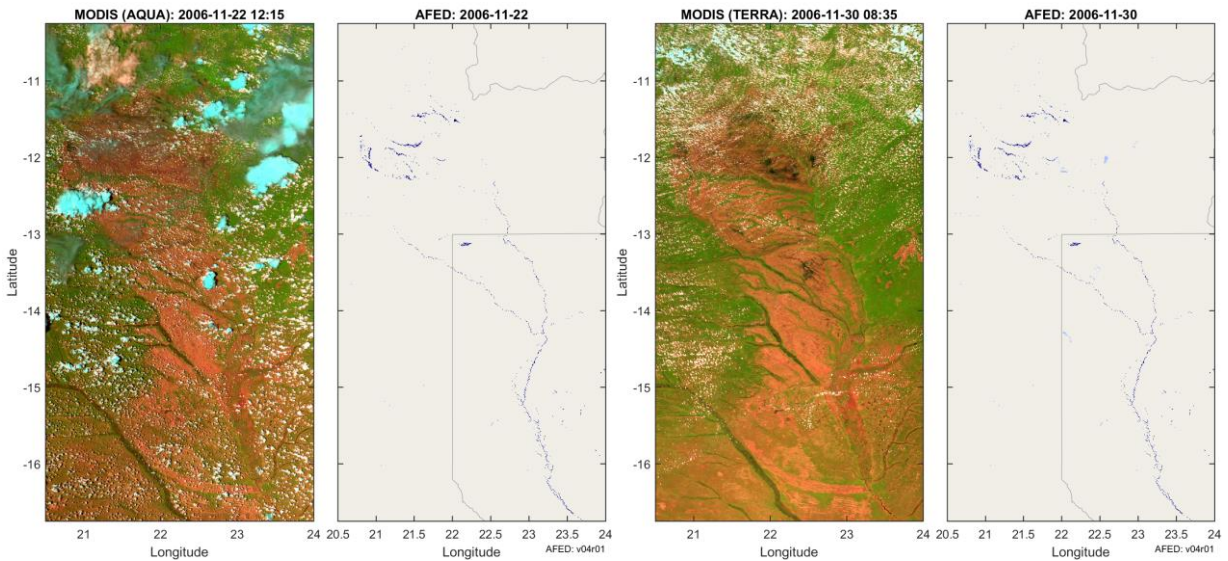 MODIS (AQUA): 2006-11-22 12:15
AFED: 2006-11-22
MODIS (TERRA): 2006-11-30 08:35
AFED: 2006-11-30
Latitude
-11
-12
-13
-14
-15
-16
21 22 23 24
Longitude
20.5 21 21.5 22 22.5 23 23.5 24
Longitude
AFED: v04r01
Latitude
-11
-12
-13
-14
-15
-16
21 22 23 24
Longitude
20.5 21 21.5 22 22.5 23 23.5 24
Longitude
AFED: v04r01